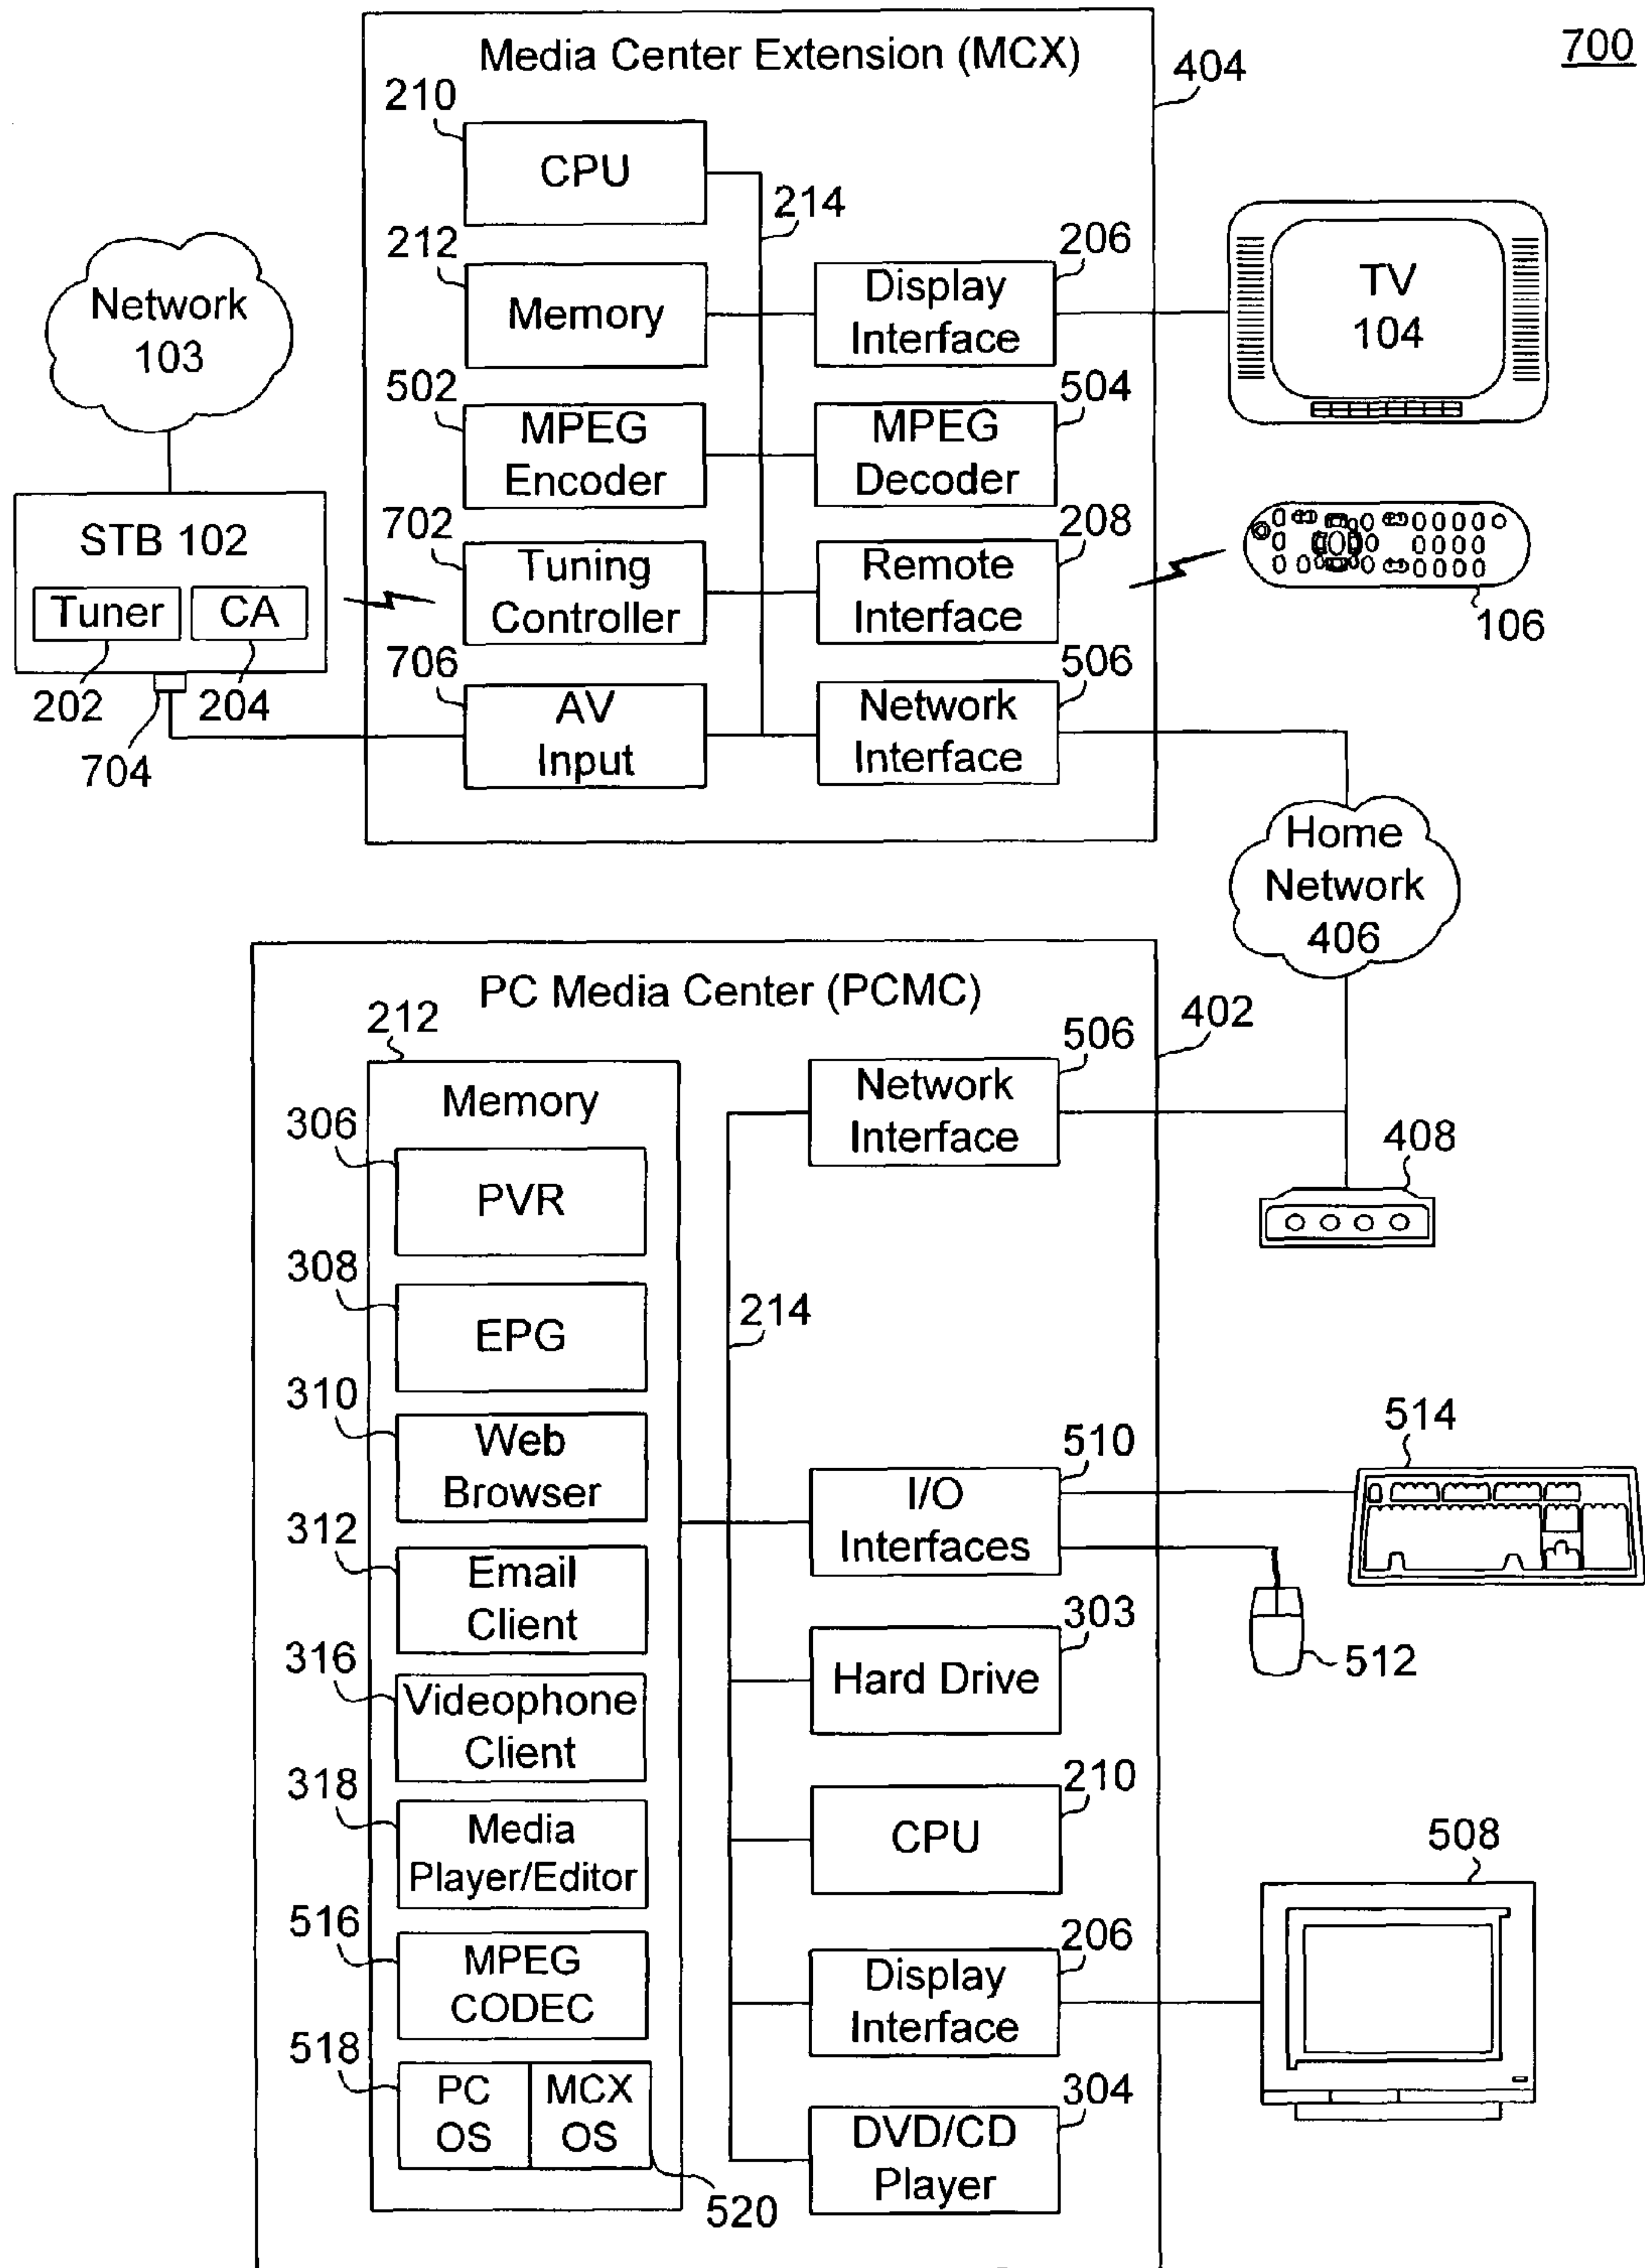 700
Media Center Extension (MCX)
404
210
CPU
214
212
Memory
206
Display
Interface
TV
104
Network
103
502
MPEG
Encoder
504
MPEG
Decoder
STB 102
Tuner
CA
202
204
704
702
Tuning
Controller
208
Remote
Interface
106
706
AV
Input
506
Network
Interface
Home
Network
406
PC Media Center (PCMC)
402
212
Memory
506
Network
Interface
408
306
PVR
308
EPG
214
310
Web
Browser
510
I/O
Interfaces
514
512
312
Email
Client
303
Hard Drive
316
Videophone
Client
210
CPU
318
Media
Player/Editor
508
516
MPEG
CODEC
206
Display
Interface
518
PC
OS
MCX
OS
520
304
DVD/CD
Player